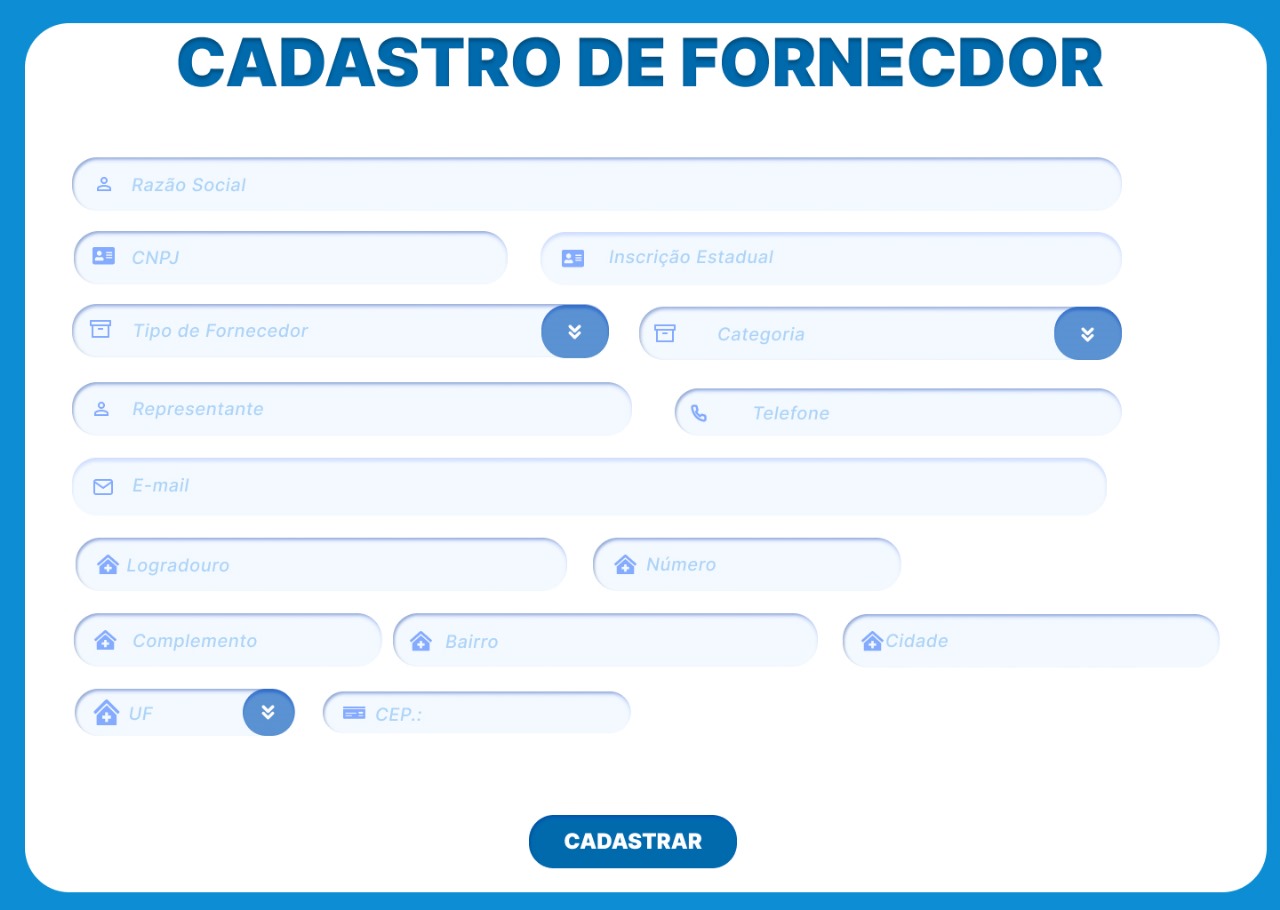 CADASTRO DE FORNECDOR
Razão Social
CNPJ
Inscrição Estadual
Tipo de Fornecedor
Categoria
Representante
Telefone
E-mail
Logradouro
Número
Complemento
Bairro
Cidade
UF
CEP.:
CADASTRAR